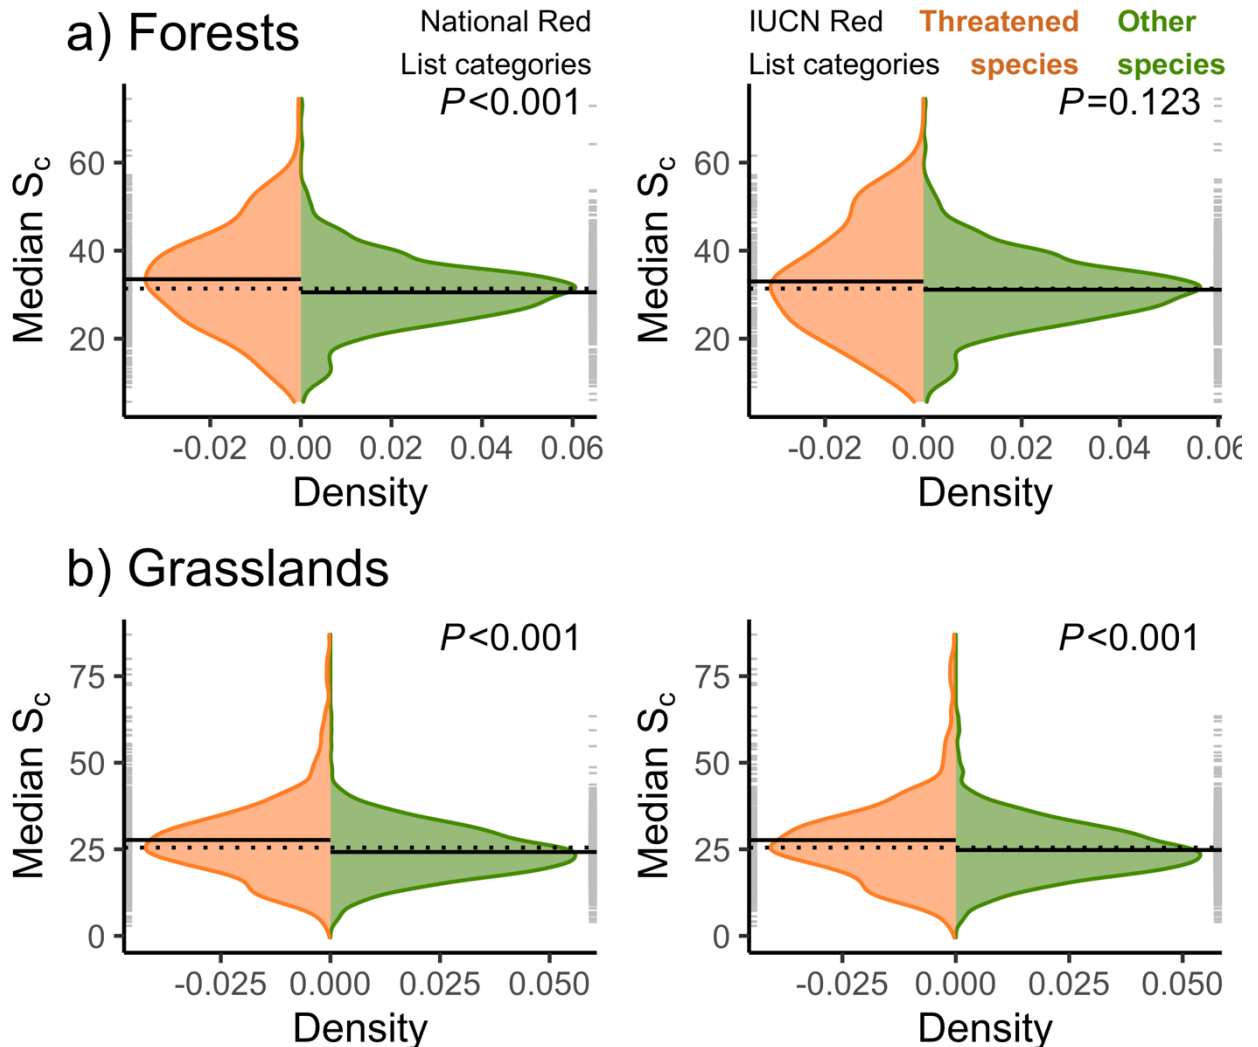 a) Forests
National Red
List categories
IUCN Red
List categories
Threatened
species
Other
species
P<0.001
Median Sc
60
40
20
-0.02 0.00 0.02 0.04 0.06
Density
P=0.123
Median Sc
60
40
20
-0.02 0.00 0.02 0.04 0.06
Density
b) Grasslands
P<0.001
Median Sc
75
50
25
0
-0.025 0.000 0.025 0.050
Density
P<0.001
Median Sc
75
50
25
0
-0.025 0.000 0.025 0.050
Density